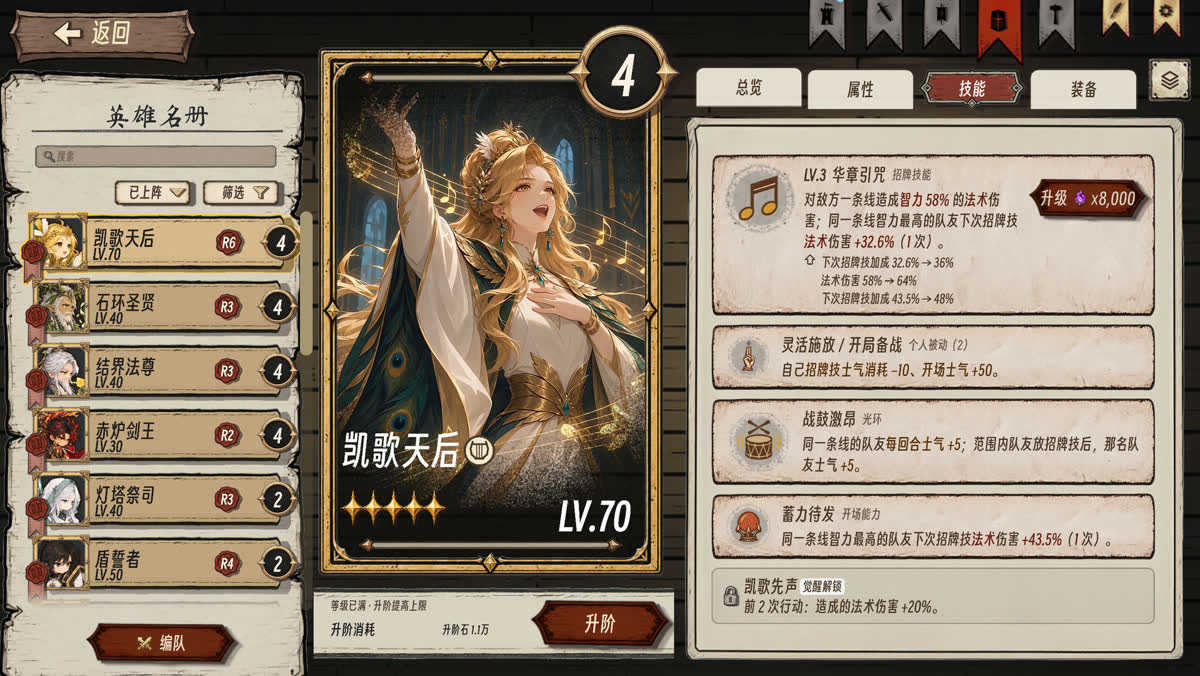 返回
英雄名册
搜索
已上阵
筛选
凯歌天后
LV.70
R6
4
石环圣贤
LV.40
R3
4
结界法尊
LV.40
R3
4
赤炉剑王
LV.30
R2
4
灯塔祭司
LV.40
R3
2
盾誓者
LV.50
R4
2
编队
4
凯歌天后
LV.70
等级已满·升阶提高上限
升阶消耗
升阶石 1.1万
升阶
总览
属性
技能
装备
LV.3 华章引咒 招牌技能
升级 x8,000
对敌方一条线造成智力 58% 的法术伤
害；同一条线智力最高的队友下次招牌技
法术伤害 +32.6%（1 次）。
下次招牌技加成 32.6% → 36%
法术伤害 58% → 64%
下次招牌技加成 43.5% → 48%
灵活施放 / 开局备战 个人被动（2）
自己招牌技士气消耗 -10、开场士气 +50。
战鼓激昂 光环
同一条线的队友每回合士气 +5；范围内队友放招牌技后，那名队
友士气 +5。
蓄力待发 开场能力
同一条线智力最高的队友下次招牌技法术伤害 +43.5%（1 次）。
凯歌先声 觉醒解锁
前 2 次行动：造成的法术伤害 +20%。